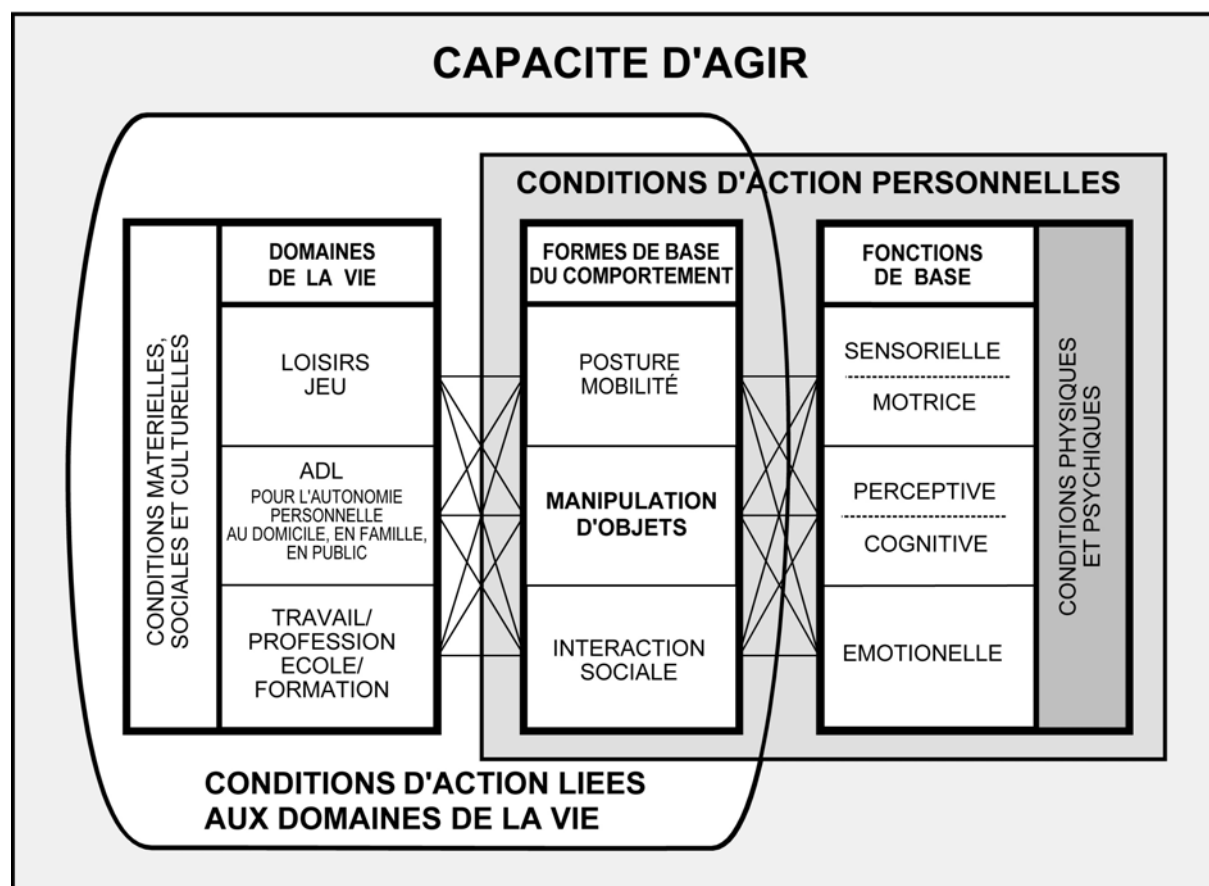 CAPACITE D'AGIR
CONDITIONS D'ACTION PERSONNELLES
CONDITIONS MATERIELLES,
SOCIALES ET CULTURELLES
DOMAINES
DE LA VIE
LOISIRS
JEU
ADL
POUR L'AUTONOMIE
PERSONNELLE
AU DOMICILE, EN FAMILLE,
EN PUBLIC
TRAVAIL/
PROFESSION
ECOLE/
FORMATION
FORMES DE BASE
DU COMPORTEMENT
POSTURE
MOBILITÉ
MANIPULATION
D'OBJETS
INTERACTION
SOCIALE
FONCTIONS
DE BASE
SENSORIELLE
MOTRICE
PERCEPTIVE
COGNITIVE
EMOTIONELLE
CONDITIONS PHYSIQUES
ET PSYCHIQUES
CONDITIONS D'ACTION LIEES
AUX DOMAINES DE LA VIE